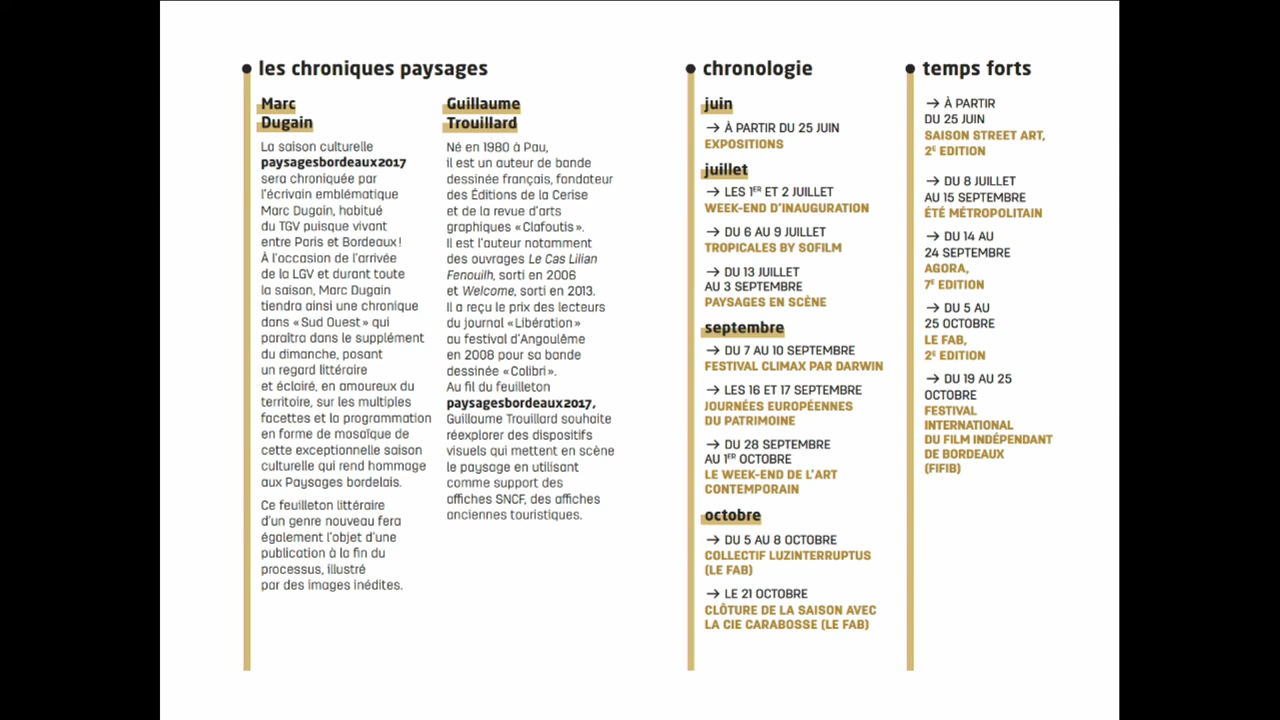 les chroniques paysages
Marc
Dugain
La saison culturelle
paysagesbordeaux2017
sera chroniquée par
l'écrivain emblématique
Marc Dugain, habitué
du TGV puisque vivant
entre Paris et Bordeaux !
À l'occasion de l'arrivée
de la LGV et durant toute
la saison, Marc Dugain
tiendra ainsi une chronique
dans « Sud Ouest » qui
paraîtra dans le supplément
du dimanche, posant
un regard littéraire
et éclairé, en amoureux du
territoire, sur les multiples
facettes et la programmation
en forme de mosaïque de
cette exceptionnelle saison
culturelle qui rend hommage
aux Paysages bordelais.
Ce feuilleton littéraire
d'un genre nouveau fera
également l'objet d'une
publication à la fin du
processus, illustré
par des images inédites.
Guillaume
Trouillard
Né en 1980 à Pau,
il est un auteur de bande
dessinée français, fondateur
des Éditions de la Cerise
et de la revue d'arts
graphiques « Clafoutis ».
Il est l'auteur notamment
des ouvrages Le Cas Lilian
Fenouilh, sorti en 2006
et Welcome, sorti en 2013.
Il a reçu le prix des lecteurs
du journal « Libération »
au festival d'Angoulême
en 2008 pour sa bande
dessinée « Colibri ».
Au fil du feuilleton
paysagesbordeaux2017,
Guillaume Trouillard souhaite
réexplorer des dispositifs
visuels qui mettent en scène
le paysage en utilisant
comme support des
affiches SNCF, des affiches
anciennes touristiques.
chronologie
juin
→ À PARTIR DU 25 JUIN
EXPOSITIONS
juillet
→ LES 1ER ET 2 JUILLET
WEEK-END D'INAUGURATION
→ DU 6 AU 9 JUILLET
TROPICALES BY SOFILM
→ DU 13 JUILLET
AU 3 SEPTEMBRE
PAYSAGES EN SCÈNE
septembre
→ DU 7 AU 10 SEPTEMBRE
FESTIVAL CLIMAX PAR DARWIN
→ LES 16 ET 17 SEPTEMBRE
JOURNÉES EUROPÉENNES
DU PATRIMOINE
→ DU 28 SEPTEMBRE
AU 1ER OCTOBRE
LE WEEK-END DE L'ART
CONTEMPORAIN
octobre
→ DU 5 AU 8 OCTOBRE
COLLECTIF LUZINTERRUPTUS
(LE FAB)
→ LE 21 OCTOBRE
CLÔTURE DE LA SAISON AVEC
LA CIE CARABOSSE (LE FAB)
temps forts
→ À PARTIR
DU 25 JUIN
SAISON STREET ART,
2E EDITION
→ DU 8 JUILLET
AU 15 SEPTEMBRE
ÉTÉ MÉTROPOLITAIN
→ DU 14 AU
24 SEPTEMBRE
AGORA,
7E EDITION
→ DU 5 AU
25 OCTOBRE
LE FAB,
2E EDITION
→ DU 19 AU 25
OCTOBRE
FESTIVAL
INTERNATIONAL
DU FILM INDÉPENDANT
DE BORDEAUX
(FIFIB)